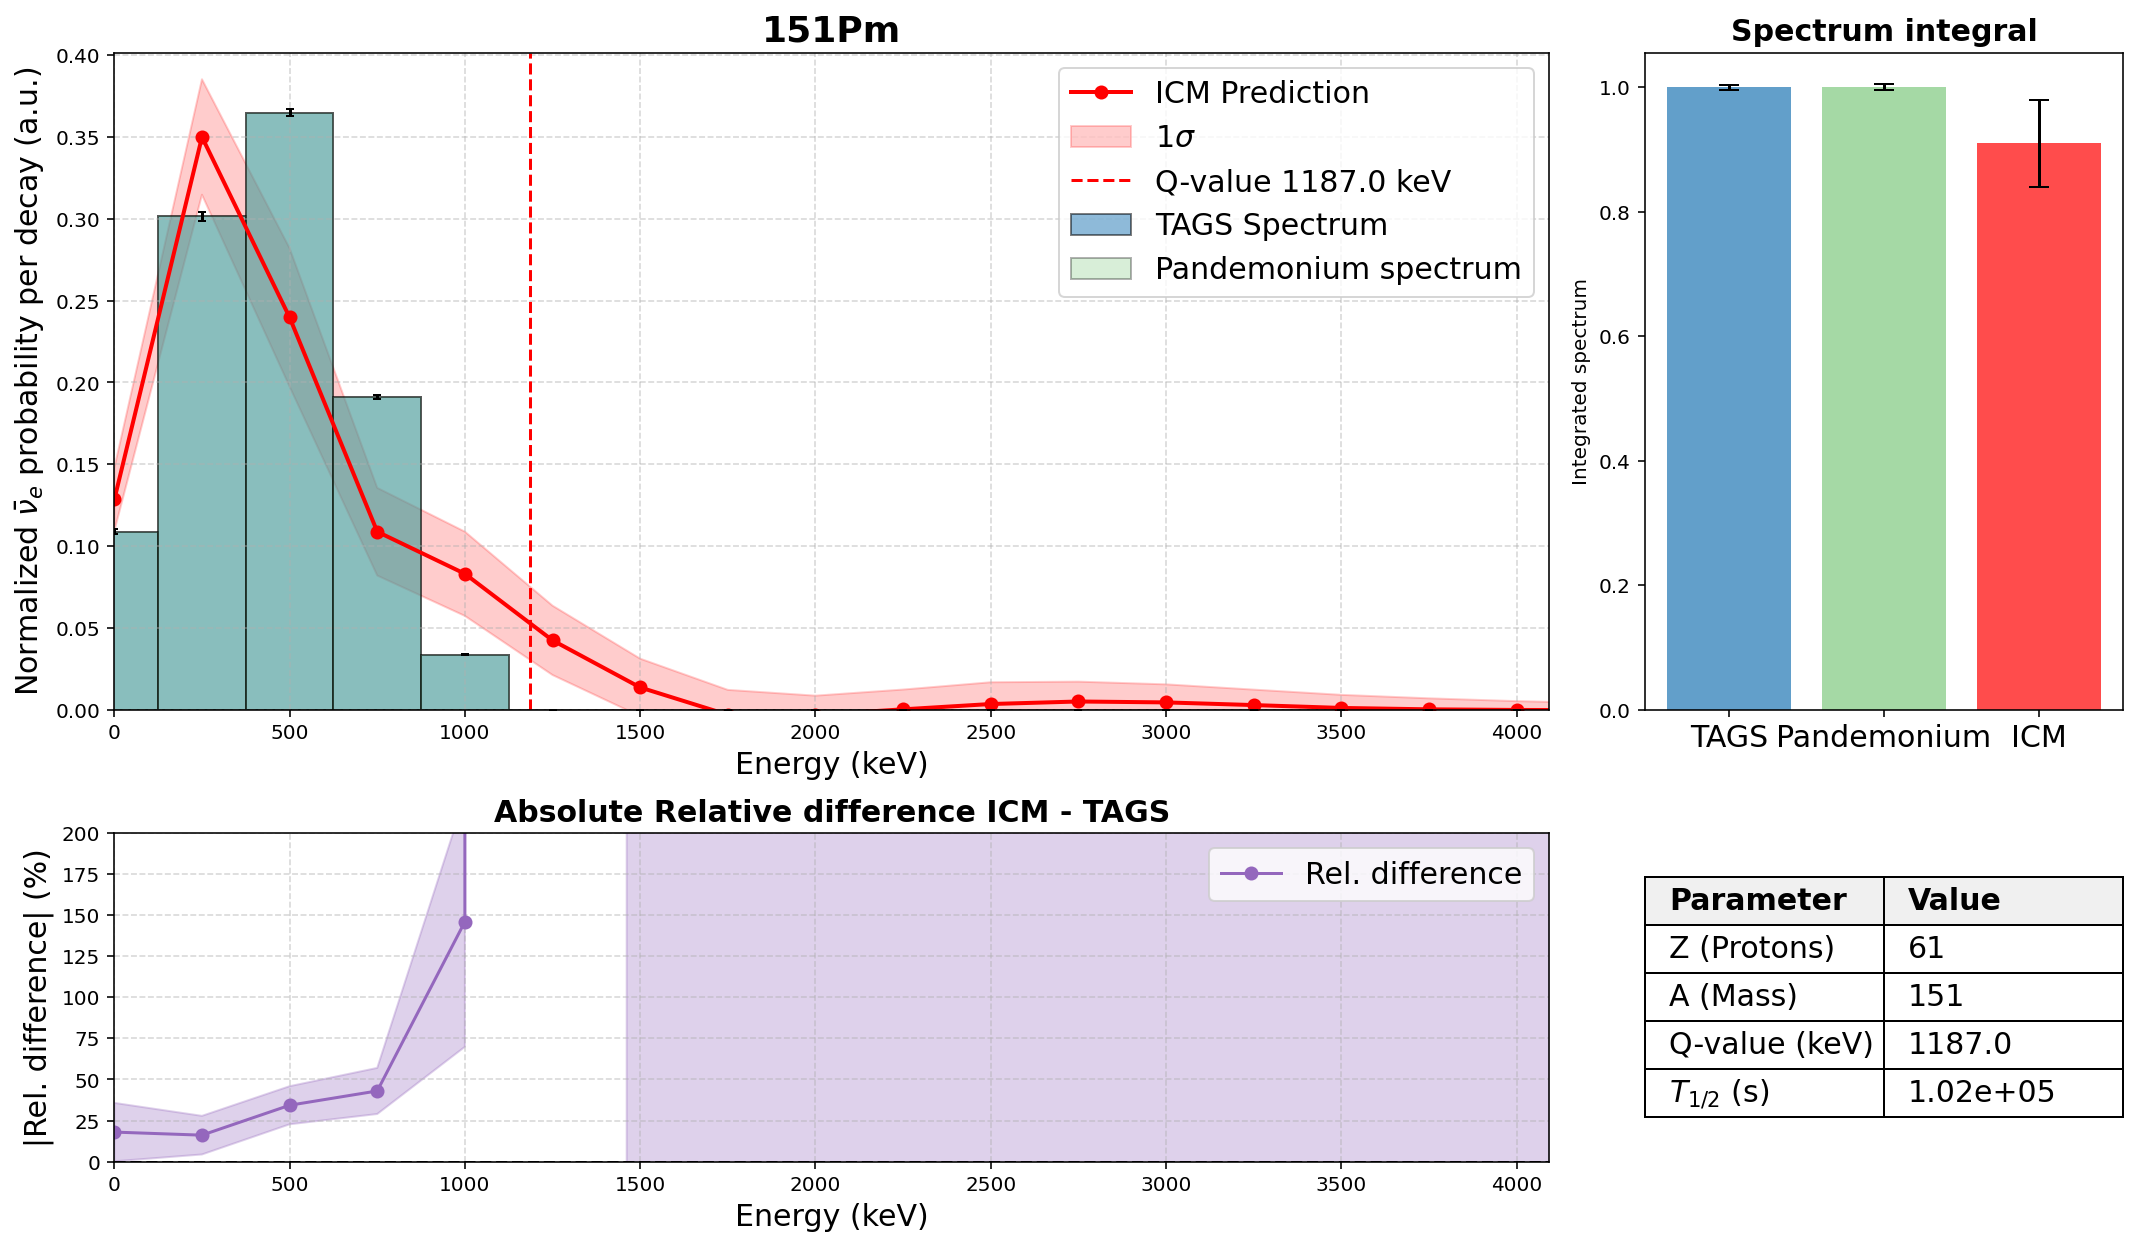 151Pm
Normalized ν̄e probability per decay (a.u.)
0.40
0.35
0.30
0.25
0.20
0.15
0.10
0.05
0.00
ICM Prediction
1σ
Q-value 1187.0 keV
TAGS Spectrum
Pandemonium spectrum
0 500 1000 1500 2000 2500 3000 3500 4000
Energy (keV)
Spectrum integral
Integrated spectrum
1.0
0.8
0.6
0.4
0.2
0.0
TAGS Pandemonium ICM
Absolute Relative difference ICM - TAGS
|Rel. difference| (%)
200
175
150
125
100
75
50
25
0
Rel. difference
0 500 1000 1500 2000 2500 3000 3500 4000
Energy (keV)
Parameter Value
Z (Protons) 61
A (Mass) 151
Q-value (keV) 1187.0
T1/2 (s) 1.02e+05